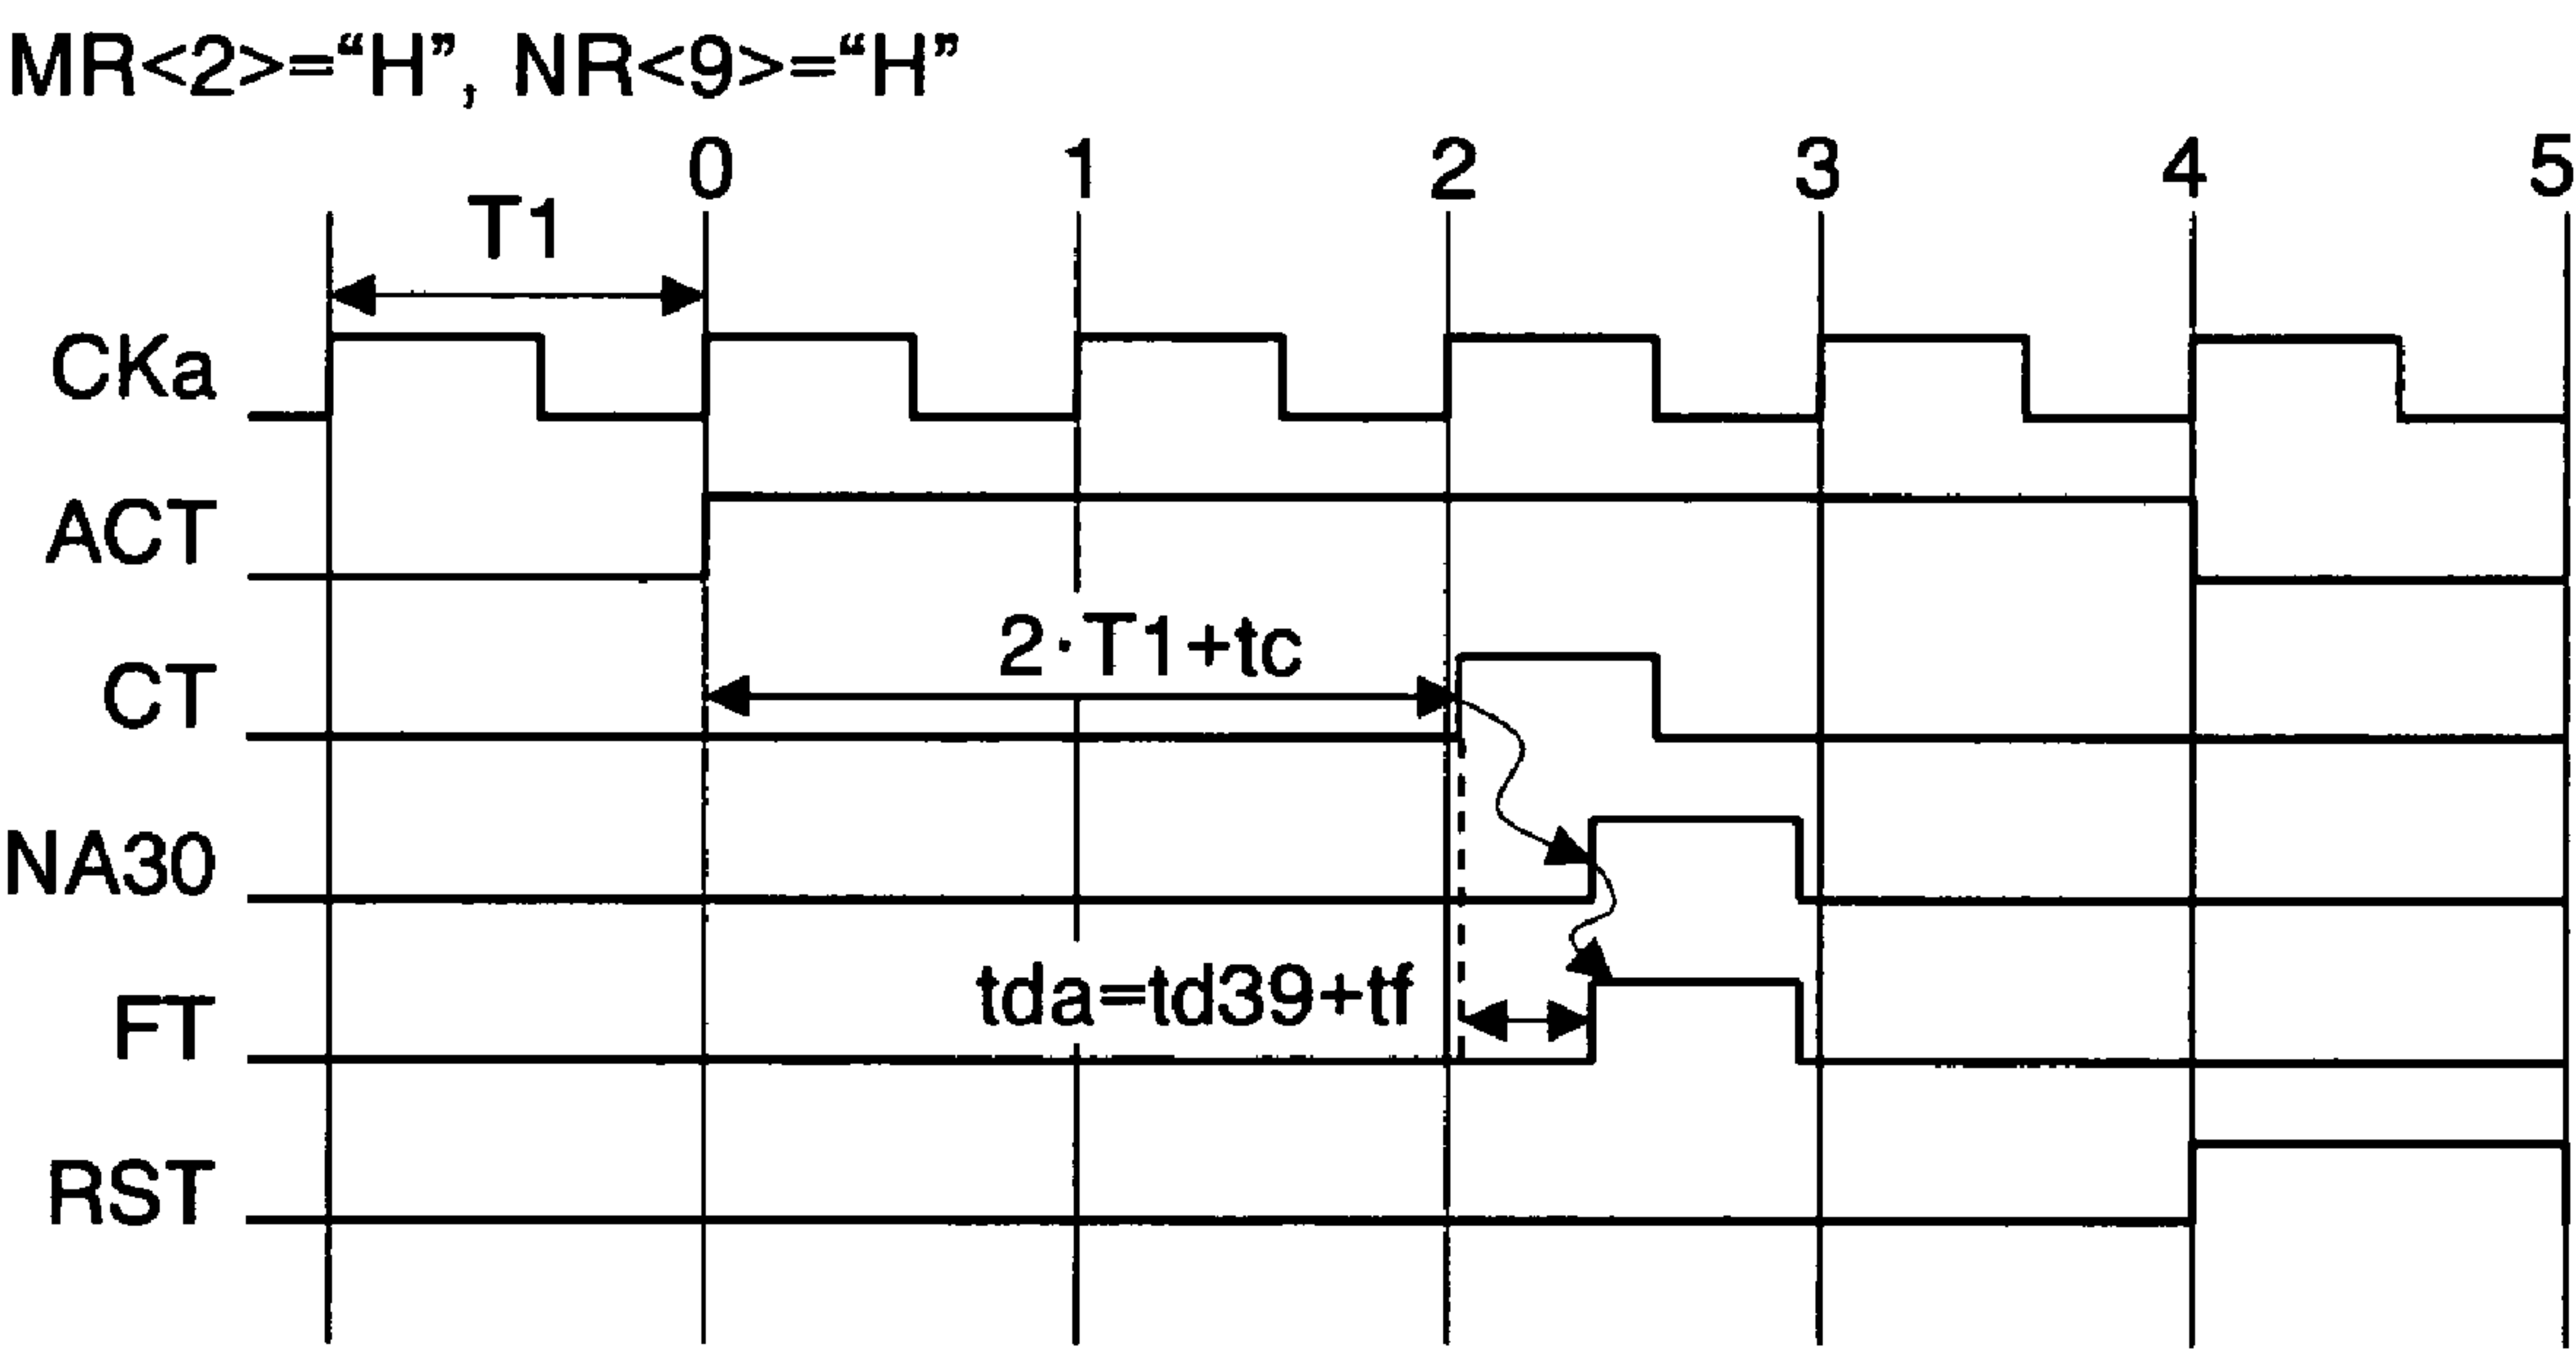 MR<2>=“H”, NR<9>=“H”
0 1 2 3 4 5
T1
CKa
ACT
2·T1+tc
CT
NA30
tda=td39+tf
FT
RST